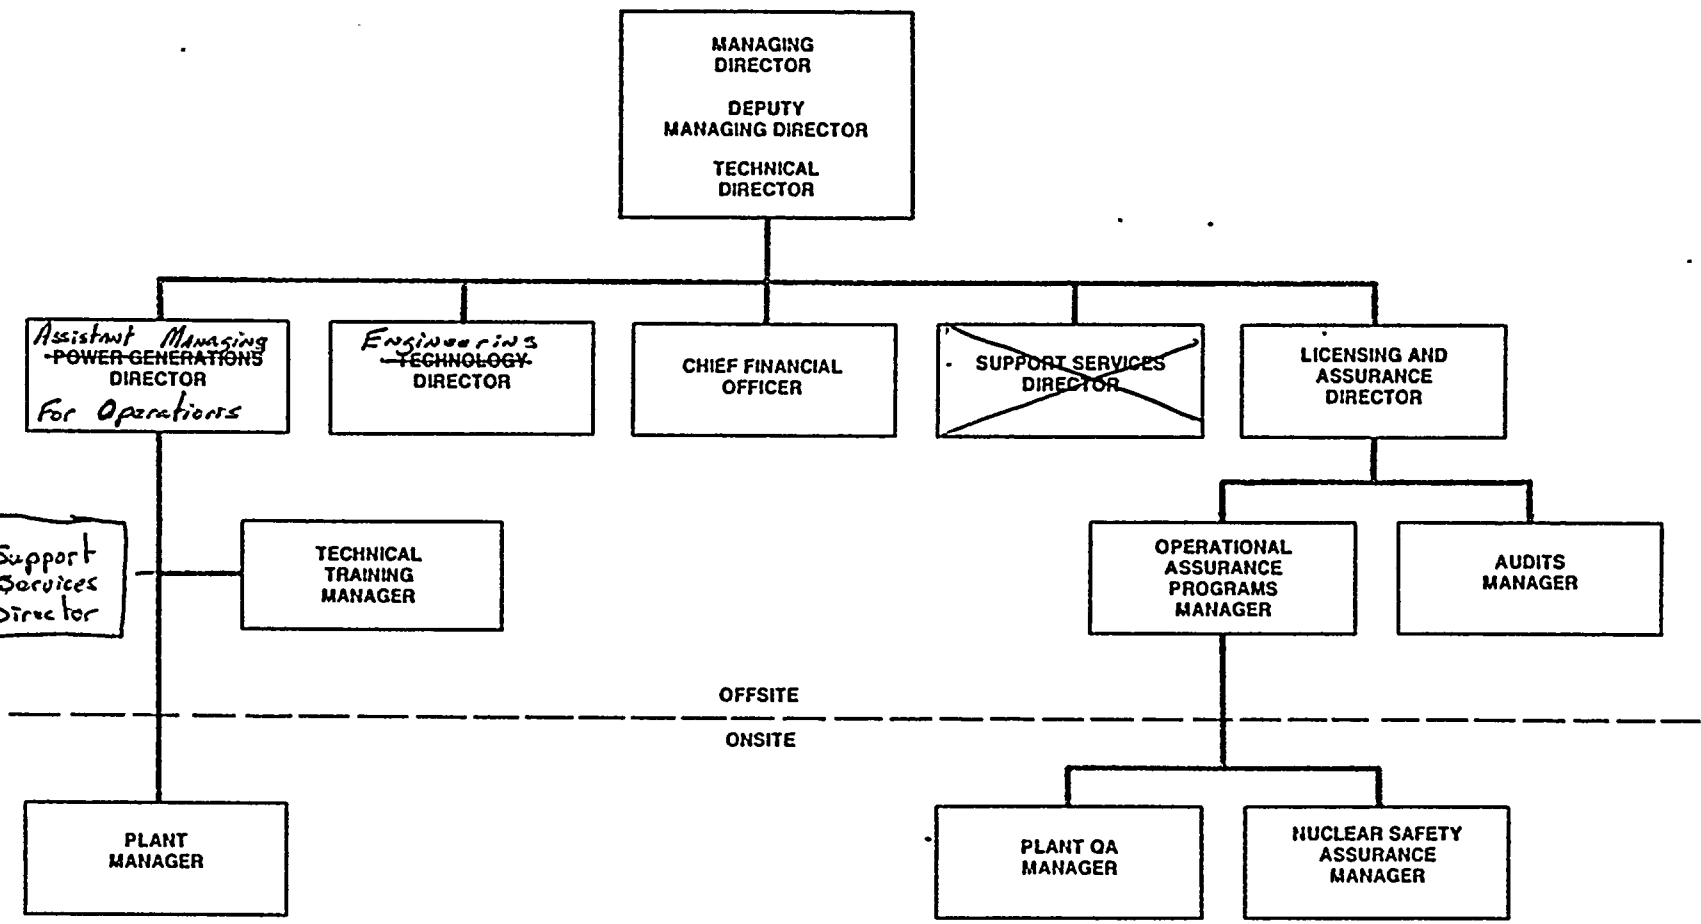 MANAGING
DIRECTOR
DEPUTY
MANAGING DIRECTOR
TECHNICAL
DIRECTOR
Assistant Managing
POWER GENERATIONS
DIRECTOR
For Operations
Engineering
TECHNOLOGY
DIRECTOR
CHIEF FINANCIAL
OFFICER
SUPPORT SERVICES
DIRECTOR
LICENSING AND
ASSURANCE
DIRECTOR
Support
Services
Director
TECHNICAL
TRAINING
MANAGER
OPERATIONAL
ASSURANCE
PROGRAMS
MANAGER
AUDITS
MANAGER
OFFSITE
ONSITE
PLANT
MANAGER
PLANT QA
MANAGER
NUCLEAR SAFETY
ASSURANCE
MANAGER